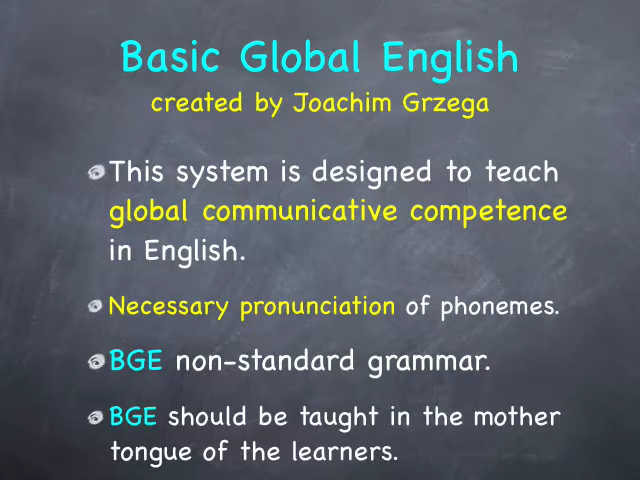 Basic Global English
created by Joachim Grzega
This system is designed to teach
global communicative competence
in English.
Necessary pronunciation of phonemes.
BGE non-standard grammar.
BGE should be taught in the mother
tongue of the learners.